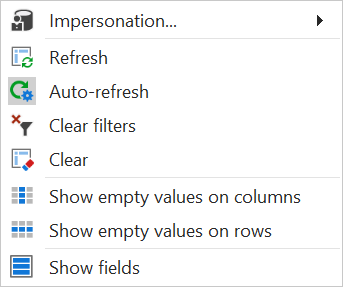 Impersonation...
Refresh
Auto-refresh
Clear filters
Clear
Show empty values on columns
Show empty values on rows
Show fields